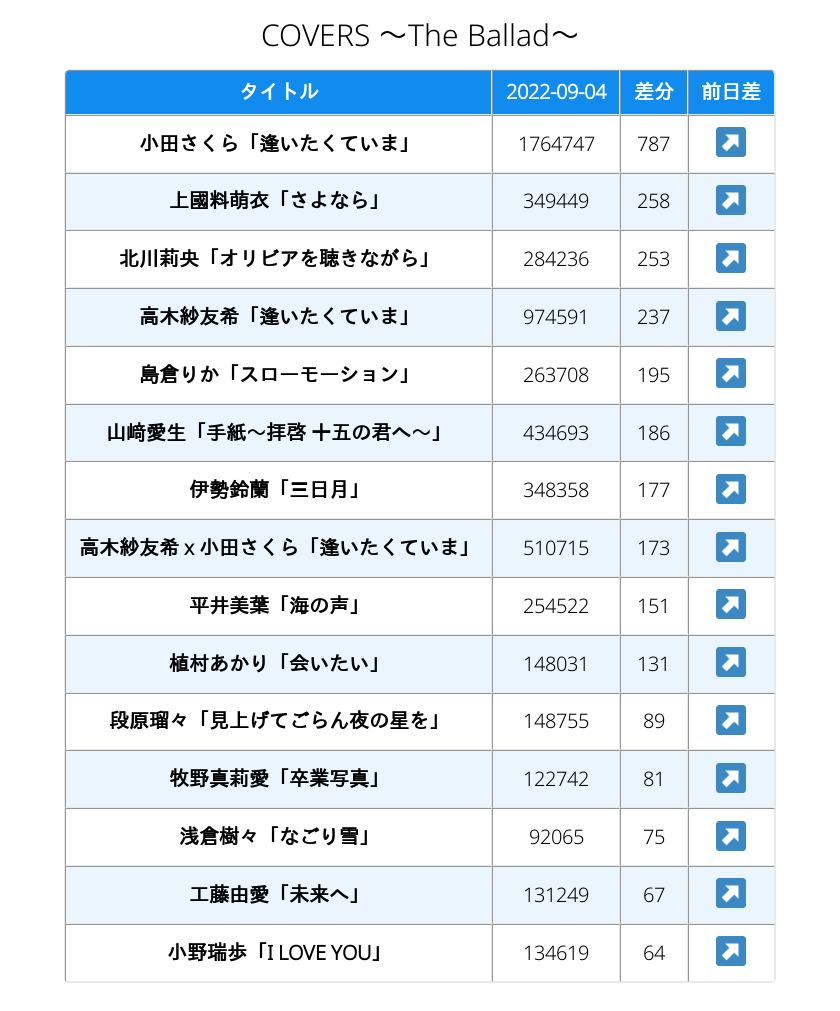 COVERS ～The Ballad～
タイトル 2022-09-04 差分 前日差
小田さくら「逢いたくていま」 1764747 787 ↗
上國料萌衣「さよなら」 349449 258 ↗
北川莉央「オリビアを聴きながら」 284236 253 ↗
高木紗友希「逢いたくていま」 974591 237 ↗
島倉りか「スローモーション」 263708 195 ↗
山﨑愛生「手紙～拝啓 十五の君へ～」 434693 186 ↗
伊勢鈴蘭「三日月」 348358 177 ↗
高木紗友希 x 小田さくら「逢いたくていま」 510715 173 ↗
平井美葉「海の声」 254522 151 ↗
植村あかり「会いたい」 148031 131 ↗
段原瑠々「見上げてごらん夜の星を」 148755 89 ↗
牧野真莉愛「卒業写真」 122742 81 ↗
浅倉樹々「なごり雪」 92065 75 ↗
工藤由愛「未来へ」 131249 67 ↗
小野瑞歩「I LOVE YOU」 134619 64 ↗